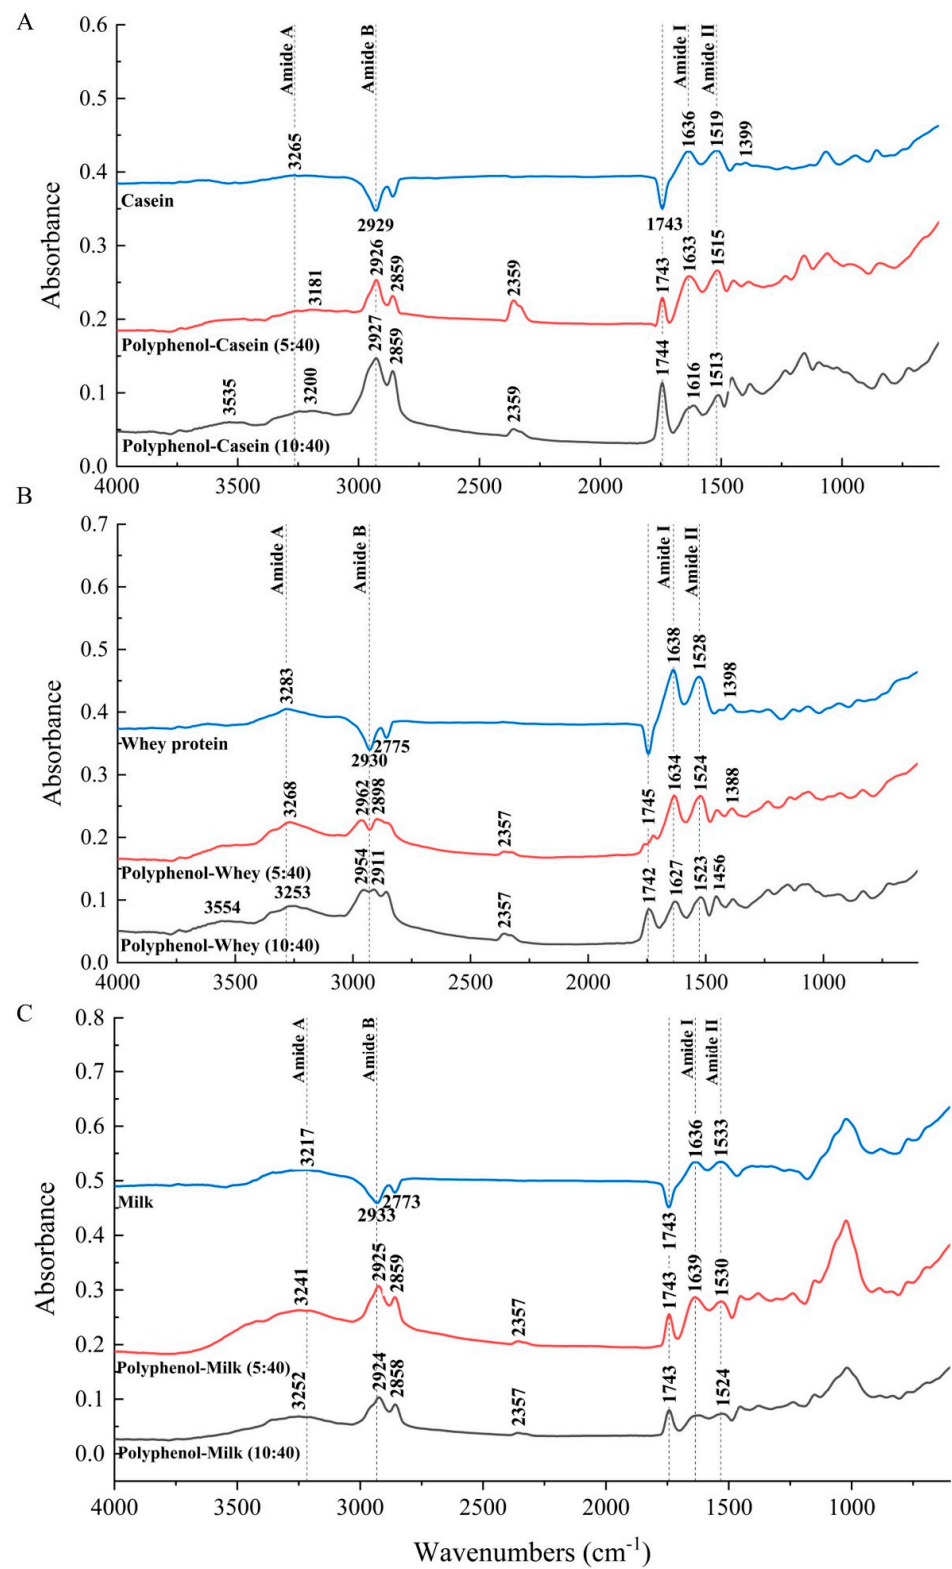 A
0.6
0.5
0.4
0.3
0.2
0.1
0.0
Absorbance
Amide A
Amide B
Amide I
Amide II
3265
2929
1743
1636
1519
1399
Casein
3181
2926
2859
2359
1743
1633
1515
Polyphenol-Casein (5:40)
3535
3200
2927
2859
2359
1744
1616
1513
Polyphenol-Casein (10:40)
4000 3500 3000 2500 2000 1500 1000
B
0.7
0.6
0.5
0.4
0.3
0.2
0.1
0.0
Absorbance
Amide A
Amide B
Amide I
Amide II
3283
2930
2775
1638
1528
1398
Whey protein
3268
2962
2898
2357
1745
1634
1524
1388
Polyphenol-Whey (5:40)
3554
3253
2954
2911
2357
1742
1627
1523
1456
Polyphenol-Whey (10:40)
4000 3500 3000 2500 2000 1500 1000
C
0.8
0.7
0.6
0.5
0.4
0.3
0.2
0.1
0.0
Absorbance
Amide A
Amide B
Amide I
Amide II
3217
2933
2773
1743
1636
1533
Milk
3241
2925
2859
2357
1743
1639
1530
Polyphenol-Milk (5:40)
3252
2924
2858
2357
1743
1524
Polyphenol-Milk (10:40)
4000 3500 3000 2500 2000 1500 1000
Wavenumbers (cm⁻¹)